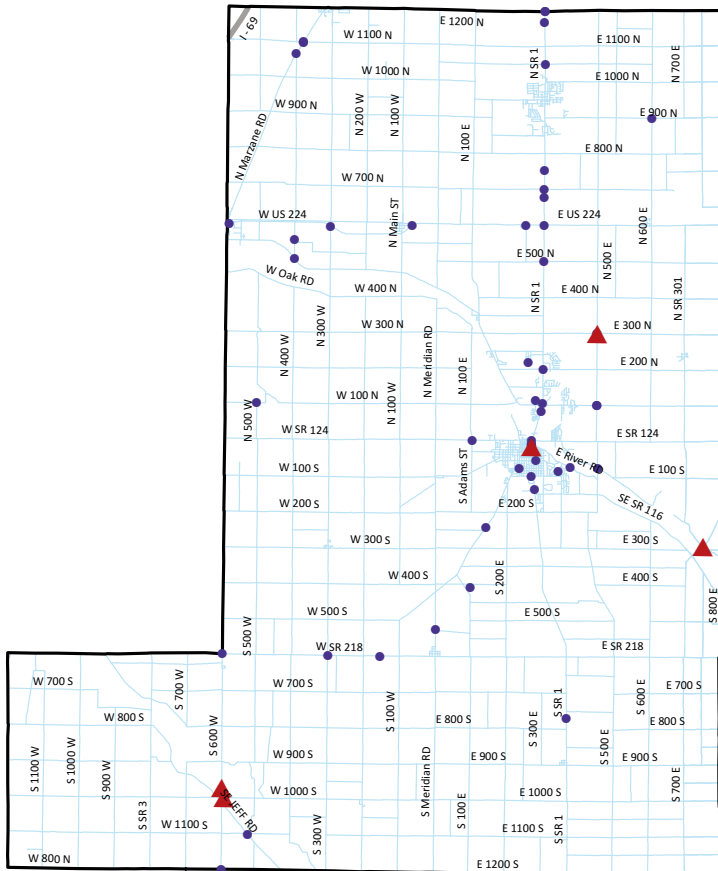 I - 69
E 1200 N
W 1100 N
E 1100 N
N SR 1
N 700 E
W 1000 N
E 1000 N
W 900 N
N 200 W
N 100 W
E 900 N
N Marzane RD
N 100 E
E 800 N
W 700 N
W US 224
N Main ST
E US 224
N 600 E
E 500 N
N 500 E
W Oak RD
W 400 N
N SR 1
E 400 N
N SR 301
W 300 N
N 300 W
E 300 N
N 400 W
N Meridian RD
N 100 E
E 200 N
W 100 N
N 100 W
N 500 W
W SR 124
E SR 124
W 100 S
S Adams ST
E River RD
E 100 S
W 200 S
E 200 S
SE SR 116
W 300 S
E 300 S
W 400 S
S 200 E
E 400 S
S 800 E
W 500 S
E 500 S
S 500 W
W SR 218
E SR 218
W 700 S
S 700 W
W 700 S
S 100 W
S SR 1
S 600 E
E 700 S
W 800 S
S 600 W
E 800 S
S 300 E
S 500 E
E 800 S
S 1100 W
S 1000 W
S 900 W
W 900 S
S Meridian RD
E 900 S
E 900 S
S 700 E
S SR 3
SE JEFF RD
W 1000 S
S 100 E
E 1000 S
W 1100 S
S 300 W
E 1100 S
S SR 1
W 800 N
E 1200 S